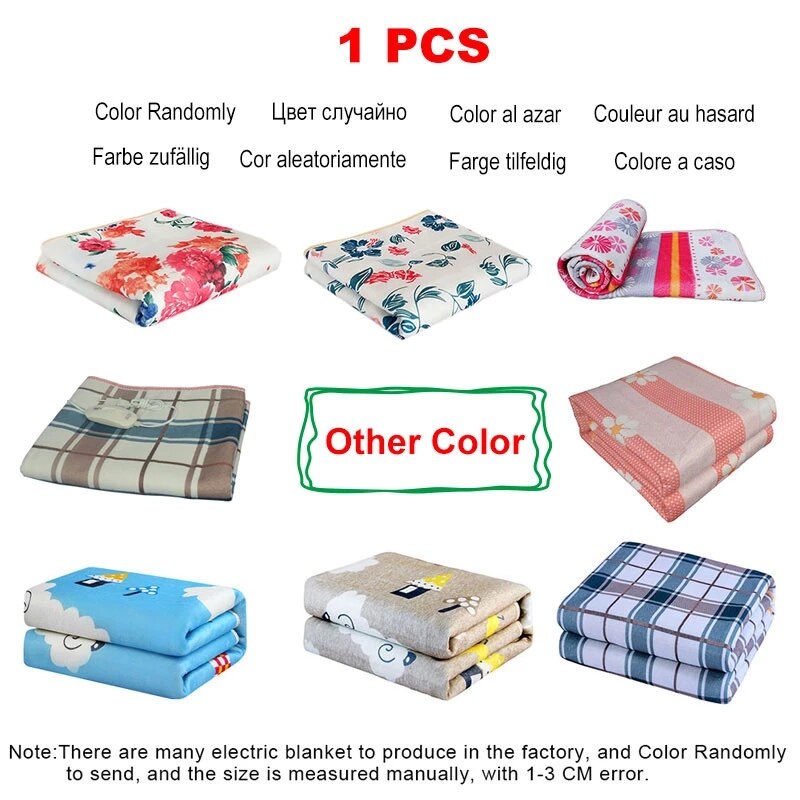 1 PCS
Color Randomly Цвет случайно Color al azar Couleur au hasard
Farbe zufällig Cor aleatoriamente Farge tilfeldig Colore a caso
Other Color
Note:There are many electric blanket to produce in the factory, and Color Randomly
to send, and the size is measured manually, with 1-3 CM error.